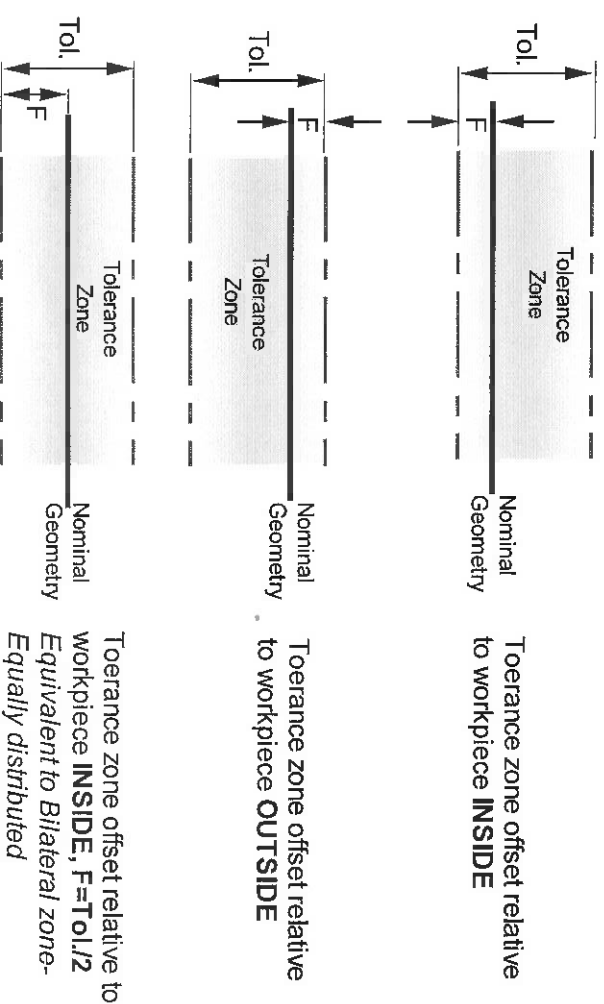 Tol.
F
Tolerance
Zone
Nominal
Geometry
Toerance zone offset relative
to workpiece INSIDE
Tol.
F
Tolerance
Zone
Nominal
Geometry
Toerance zone offset relative
to workpiece OUTSIDE
Tol.
F
Tolerance
Zone
Nominal
Geometry
Toerance zone offset relative to
workpiece INSIDE, F=Tol./2
Equivalent to Bilateral zone-
Equally distributed